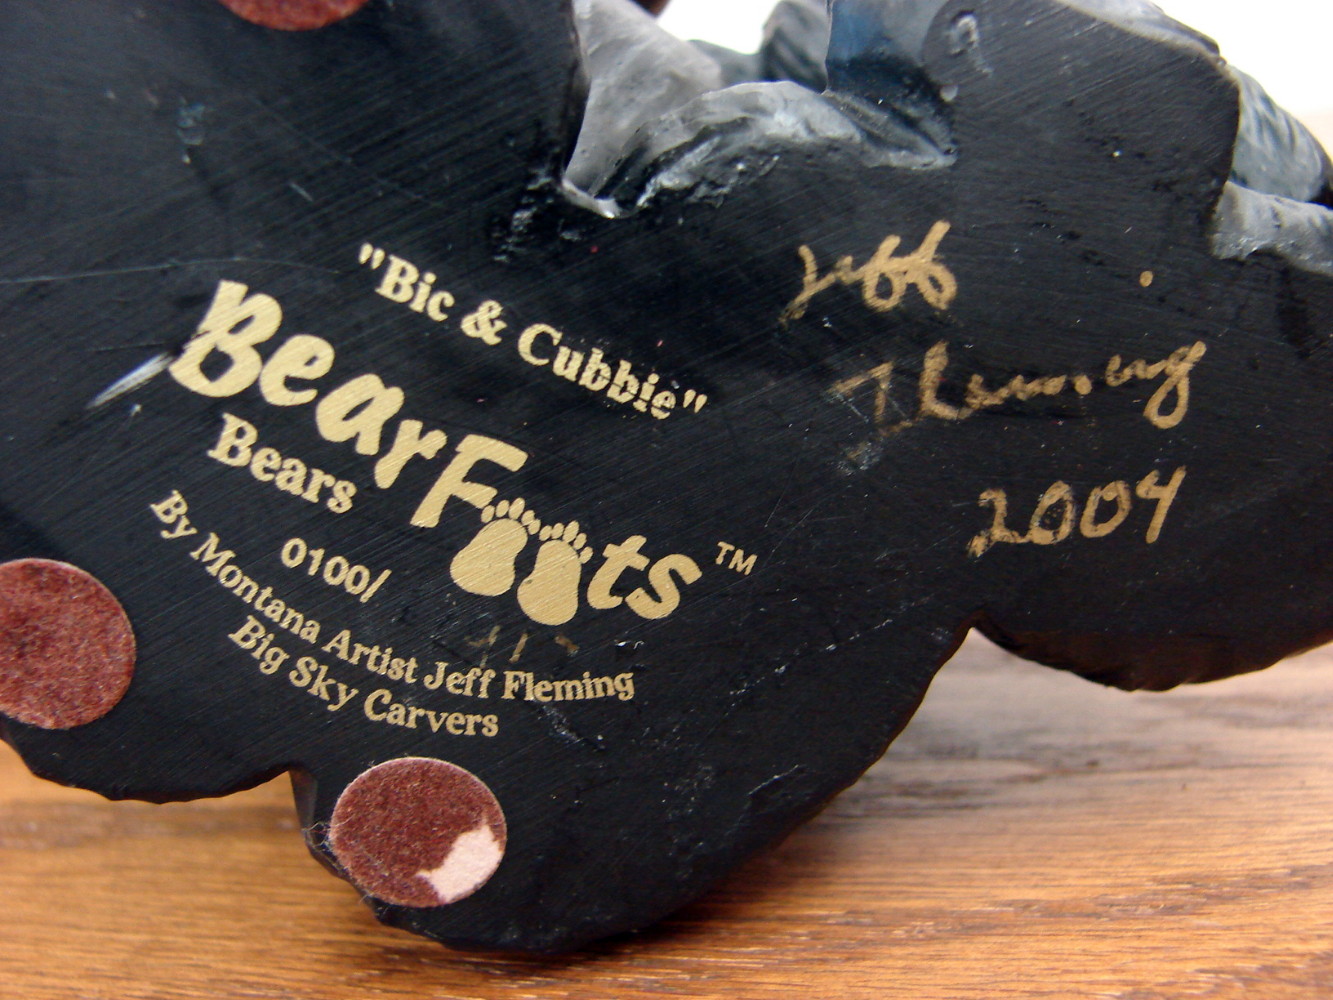 "Bic & Cubbie"
BearFoots™
Bears
0100/
By Montana Artist Jeff Fleming
Big Sky Carvers
Jeff
Fleming
2004